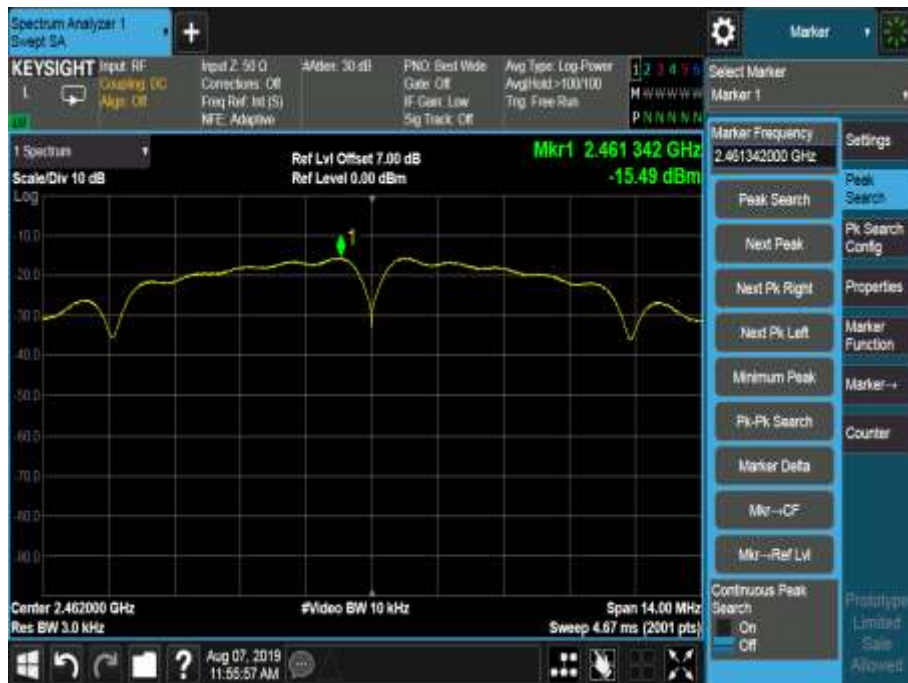 Spectrum Analyzer 1
Swept SA
+
Marker
KEYSIGHT
Input: RF
Coupling: DC
Align: Off
Input Z: 50 Ω
Corrections: Off
Freq Ref: Int (S)
NFE: Adaptive
#Atten: 30 dB
PNO: Best Wide
Gate: Off
IF Gain: Low
Sig Track: Off
Avg Type: Log-Power
Avg|Hold:>100/100
Trig: Free Run
1 2 3 4 5 6
M W W W W W
P N N N N N
L
Select Marker
Marker 1
Marker Frequency
2.461342000 GHz
Settings
Peak Search
Next Peak
Next Pk Right
Next Pk Left
Minimum Peak
Pk-Pk Search
Marker Delta
Mkr→CF
Mkr→Ref Lvl
Continuous Peak
Search
On
Off
Peak
Search
Pk Search
Config
Properties
Marker
Function
Marker→
Counter
Prototype
Limited
Sale
Allowed
1 Spectrum
Scale/Div 10 dB
Log
Ref Lvl Offset 7.00 dB
Ref Level 0.00 dBm
Mkr1 2.461 342 GHz
-15.49 dBm
1
-10.0
-20.0
-30.0
-40.0
-50.0
-60.0
-70.0
-80.0
-90.0
Center 2.462000 GHz
Res BW 3.0 kHz
#Video BW 10 kHz
Span 14.00 MHz
Sweep 4.67 ms (2001 pts)
?
Aug 07, 2019
11:55:57 AM